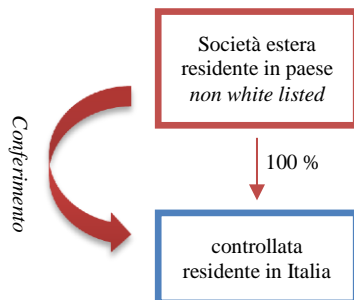 Società estera
residente in paese
non white listed
Conferimento
100 %
controllata
residente in Italia